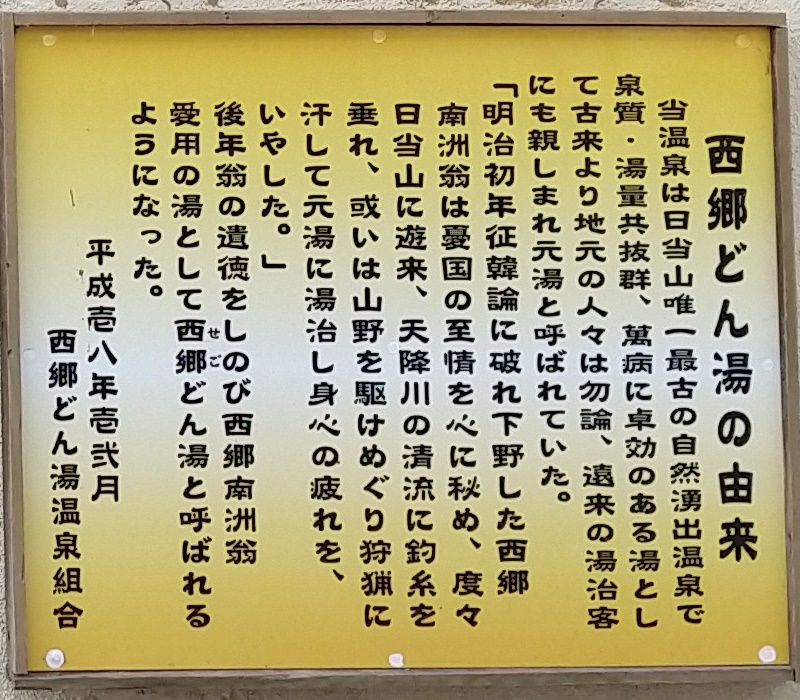 西郷どん湯の由来
当温泉は日当山唯一最古の自然湧出温泉で
泉質・湯量共抜群、萬病に卓効のある湯とし
て古来より地元の人々は勿論、遠来の湯治客
にも親しまれ元湯と呼ばれていた。
「明治初年征韓論に破れ下野した西郷
南洲翁は憂国の至情を心に秘め、度々
日当山に遊来、天降川の清流に釣糸を
垂れ、或いは山野を駆けめぐり狩猟に
汗して元湯に湯治し身心の疲れを、
いやした。」
後年翁の遺徳をしのび西郷南洲翁
愛用の湯として西郷どん湯と呼ばれる
せご
ようになった。
平成壱八年壱弐月
西郷どん湯温泉組合